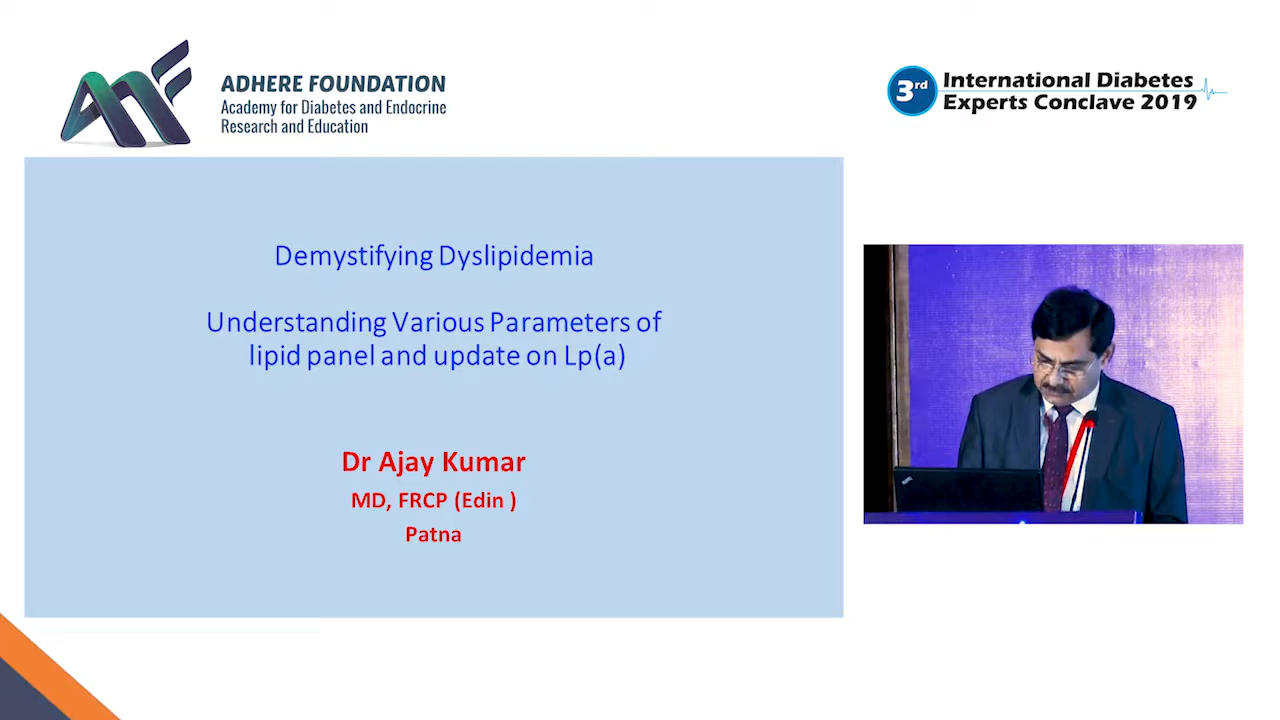 ADHERE FOUNDATION
Academy for Diabetes and Endocrine
Research and Education
3rd
International Diabetes
Experts Conclave 2019
Demystifying Dyslipidemia
Understanding Various Parameters of
lipid panel and update on Lp(a)
Dr Ajay Kumar
MD, FRCP (Edin )
Patna